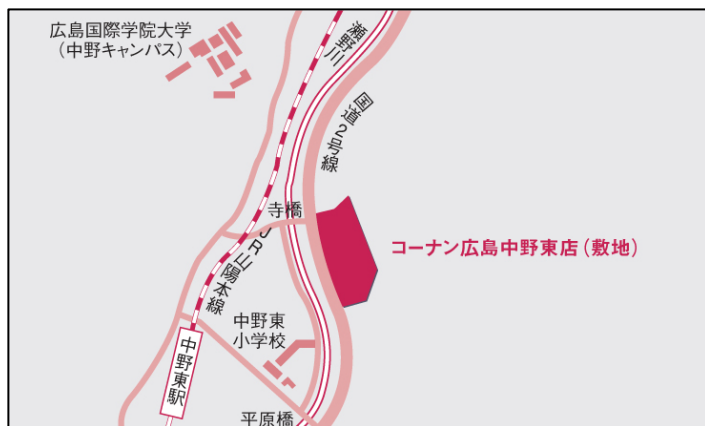 広島国際学院大学
（中野キャンパス）
瀬野川
国道2号線
寺橋
コーナン広島中野東店（敷地）
JR山陽本線
中野東
小学校
中野東駅
平原橋